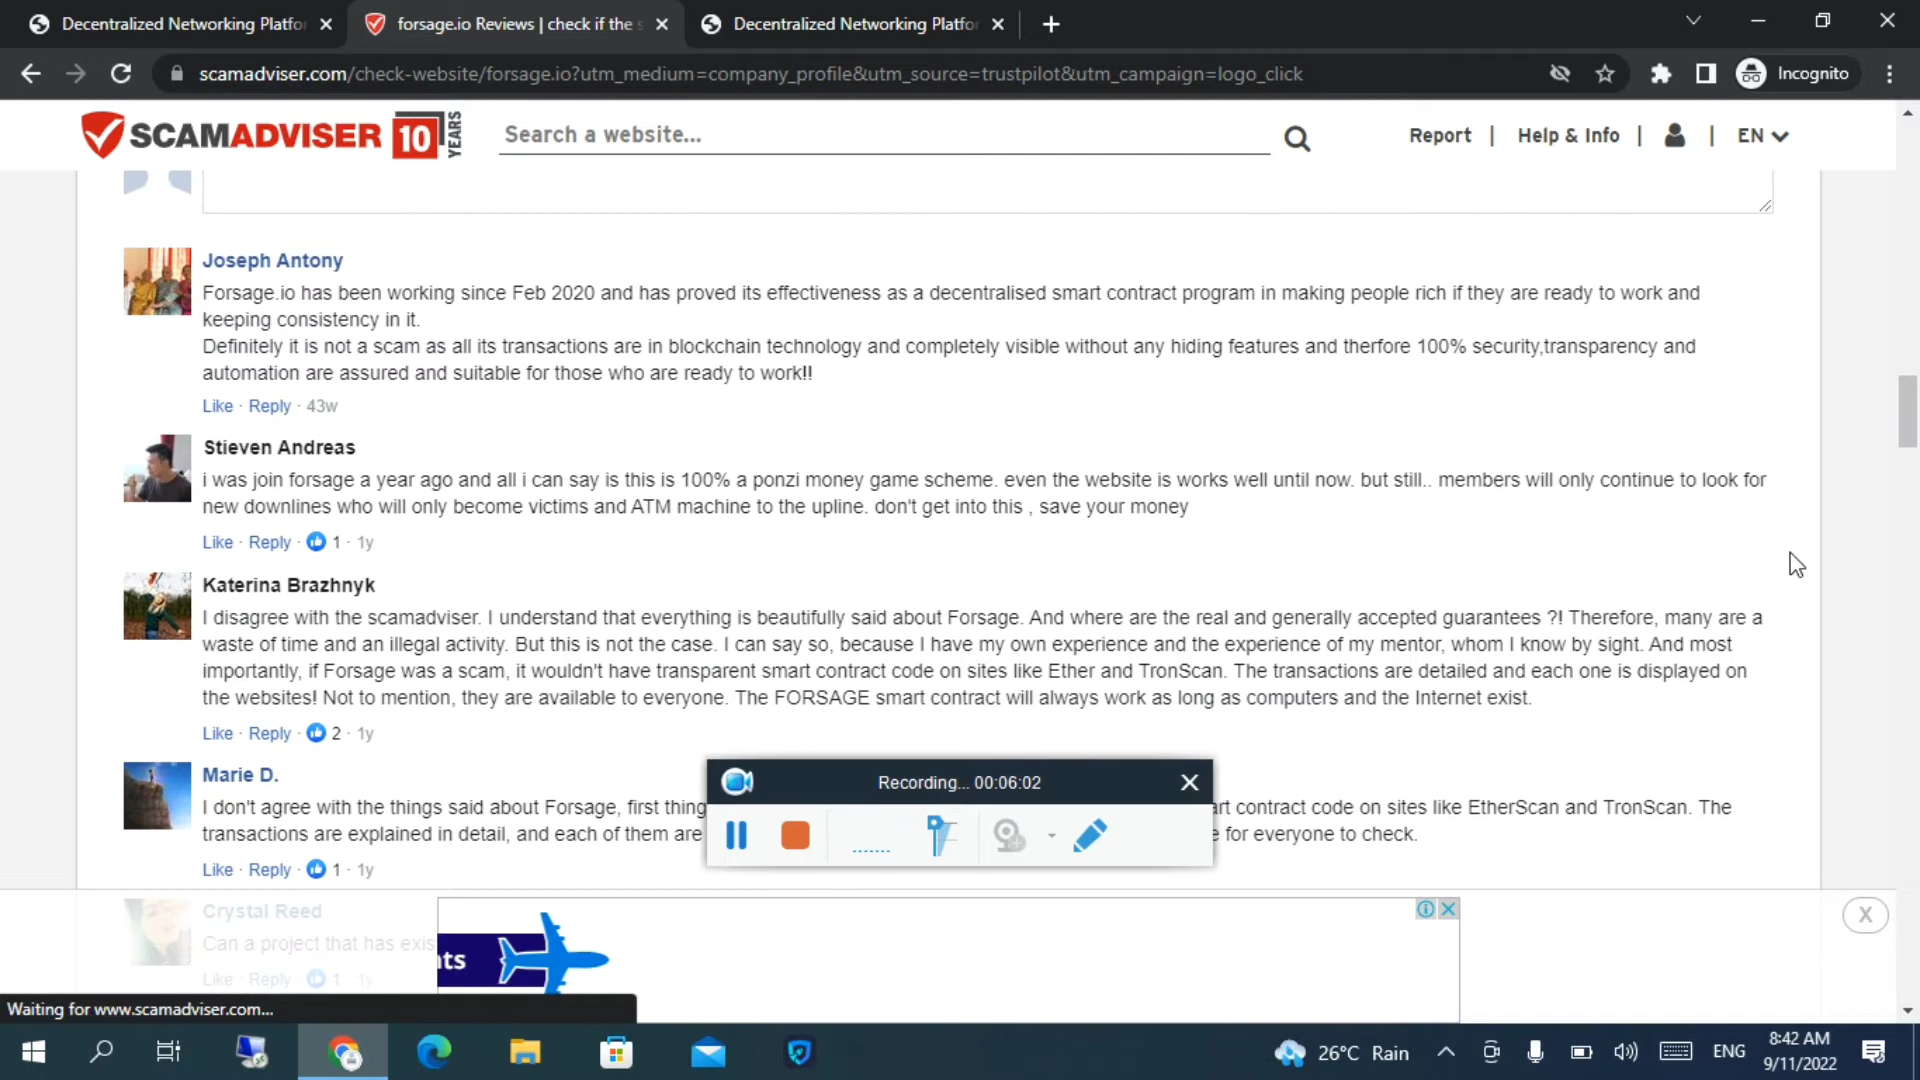 Decentralized Networking Platfo
forsage.io Reviews | check if the s
Decentralized Networking Platfo
scamadviser.com/check-website/forsage.io?utm_medium=company_profile&utm_source=trustpilot&utm_campaign=logo_click
Incognito
SCAMADVISER 10 YEARS
Search a website...
Report | Help & Info | | EN
Joseph Antony
Forsage.io has been working since Feb 2020 and has proved its effectiveness as a decentralised smart contract program in making people rich if they are ready to work and
keeping consistency in it.
Definitely it is not a scam as all its transactions are in blockchain technology and completely visible without any hiding features and therfore 100% security,transparency and
automation are assured and suitable for those who are ready to work!!
Like · Reply · 43w
Stieven Andreas
i was join forsage a year ago and all i can say is this is 100% a ponzi money game scheme. even the website is works well until now. but still.. members will only continue to look for
new downlines who will only become victims and ATM machine to the upline. don't get into this , save your money
Like · Reply · 1 · 1y
Katerina Brazhnyk
I disagree with the scamadviser. I understand that everything is beautifully said about Forsage. And where are the real and generally accepted guarantees ?! Therefore, many are a
waste of time and an illegal activity. But this is not the case. I can say so, because I have my own experience and the experience of my mentor, whom I know by sight. And most
importantly, if Forsage was a scam, it wouldn't have transparent smart contract code on sites like Ether and TronScan. The transactions are detailed and each one is displayed on
the websites! Not to mention, they are available to everyone. The FORSAGE smart contract will always work as long as computers and the Internet exist.
Like · Reply · 2 · 1y
Marie D.
I don't agree with the things said about Forsage, first thing
rt contract code on sites like EtherScan and TronScan. The
transactions are explained in detail, and each of them are
e for everyone to check.
Recording... 00:06:02
Like · Reply · 1 · 1y
Crystal Reed
Can a project that has exis
Like · Reply · 1 · 1y
nts
X
Waiting for www.scamadviser.com...
26°C Rain
ENG
8:42 AM
9/11/2022